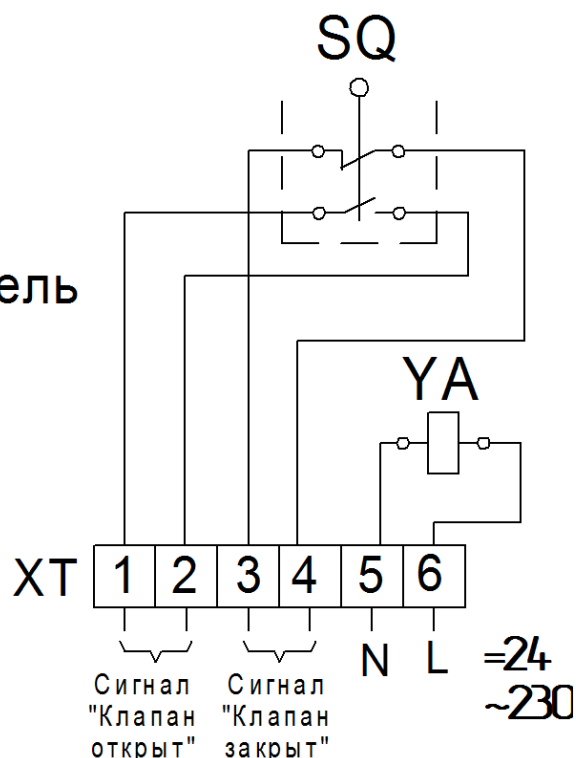 SQ
ель
YA
XT 1 2 3 4 5 6
N L =24
~230
Сигнал "Клапан открыт"
Сигнал "Клапан закрыт"